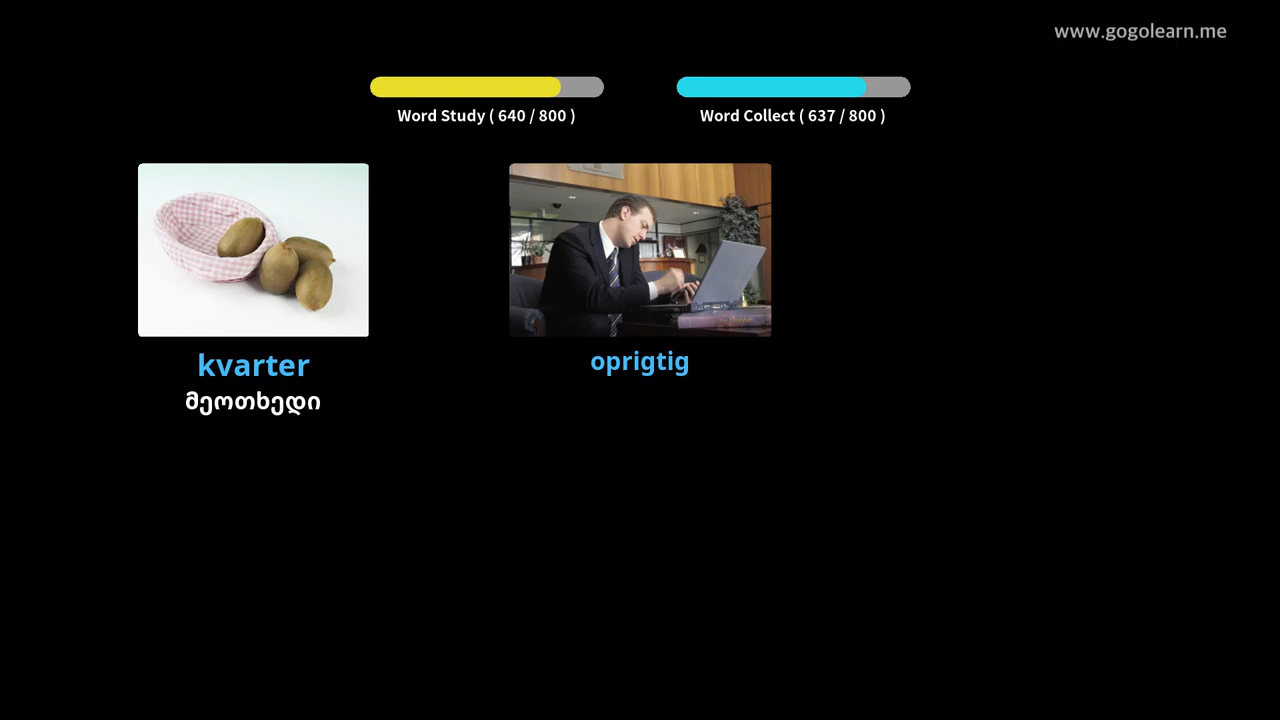 www.gogolearn.me
Word Study ( 640 / 800 )
Word Collect ( 637 / 800 )
kvarter
მეოთხედი
oprigtig